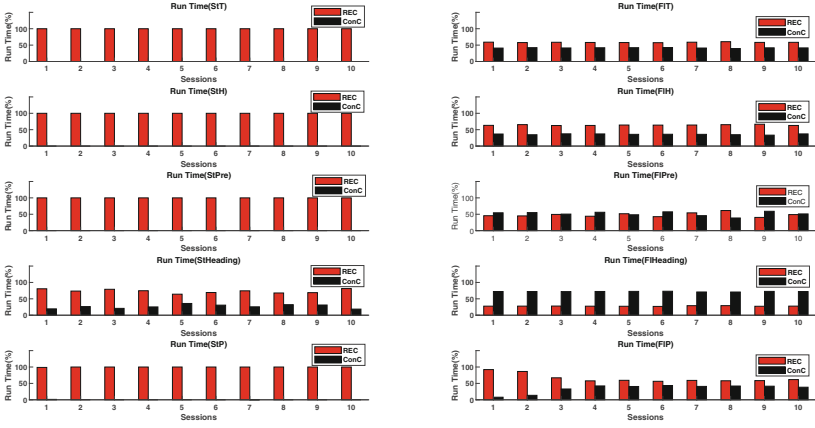 Run Time(StT)
Run Time(%)
100
50
0
REC
ConC
1 2 3 4 5 6 7 8 9 10
Sessions
Run Time(StH)
Run Time(%)
100
50
0
REC
ConC
1 2 3 4 5 6 7 8 9 10
Sessions
Run Time(StPre)
Run Time(%)
100
50
0
REC
ConC
1 2 3 4 5 6 7 8 9 10
Sessions
Run Time(StHeading)
Run Time(%)
100
50
0
REC
ConC
1 2 3 4 5 6 7 8 9 10
Sessions
Run Time(StP)
Run Time(%)
100
50
0
REC
ConC
1 2 3 4 5 6 7 8 9 10
Sessions
Run Time(FIT)
Run Time(%)
100
50
0
REC
ConC
1 2 3 4 5 6 7 8 9 10
Sessions
Run Time(FIH)
Run Time(%)
100
50
0
REC
ConC
1 2 3 4 5 6 7 8 9 10
Sessions
Run Time(FIPre)
Run Time(%)
100
50
0
REC
ConC
1 2 3 4 5 6 7 8 9 10
Sessions
Run Time(FIHeading)
Run Time(%)
100
50
0
REC
ConC
1 2 3 4 5 6 7 8 9 10
Sessions
Run Time(FIP)
Run Time(%)
100
50
0
REC
ConC
1 2 3 4 5 6 7 8 9 10
Sessions